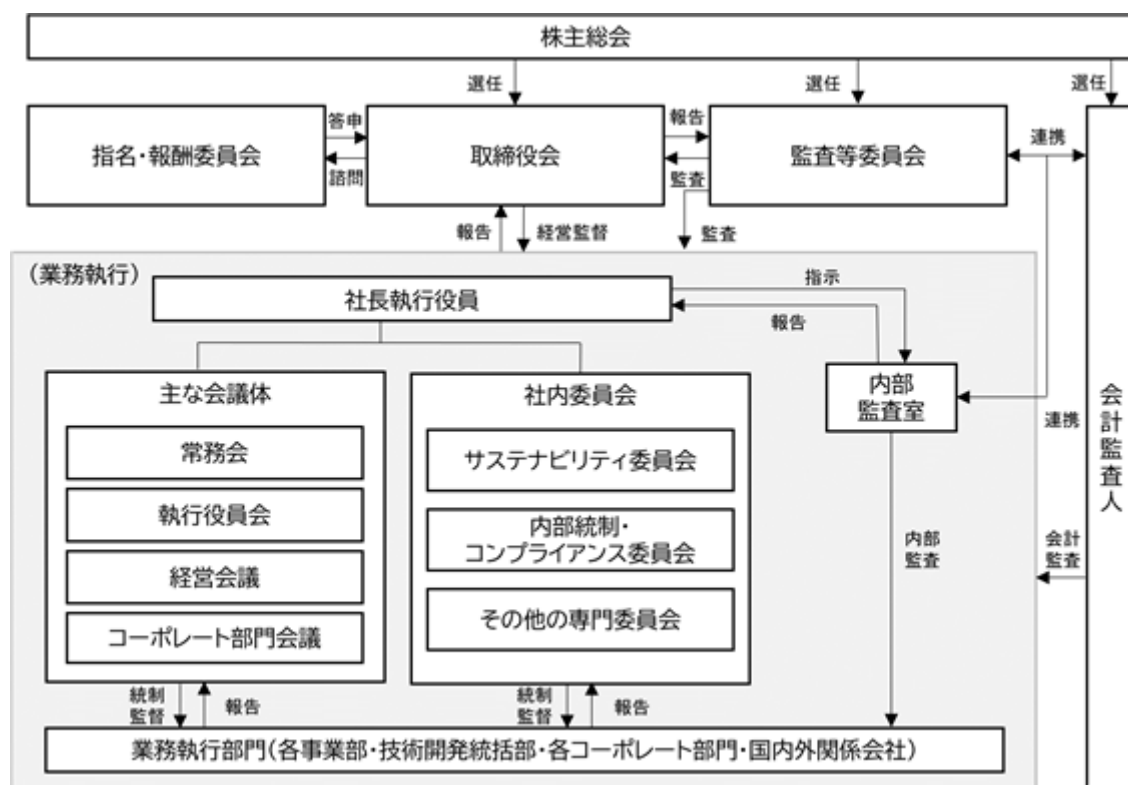 株主総会
選任
選任
選任
指名・報酬委員会
答申
諮問
取締役会
報告
監査
監査等委員会
連携
報告
経営監督
監査
(業務執行)
社長執行役員
指示
報告
内部
監査室
連携
会計監査人
主な会議体
常務会
執行役員会
経営会議
コーポレート部門会議
社内委員会
サステナビリティ委員会
内部統制・
コンプライアンス委員会
その他の専門委員会
内部
監査
会計
監査
統制
監督
報告
統制
監督
報告
業務執行部門(各事業部・技術開発統括部・各コーポレート部門・国内外関係会社)